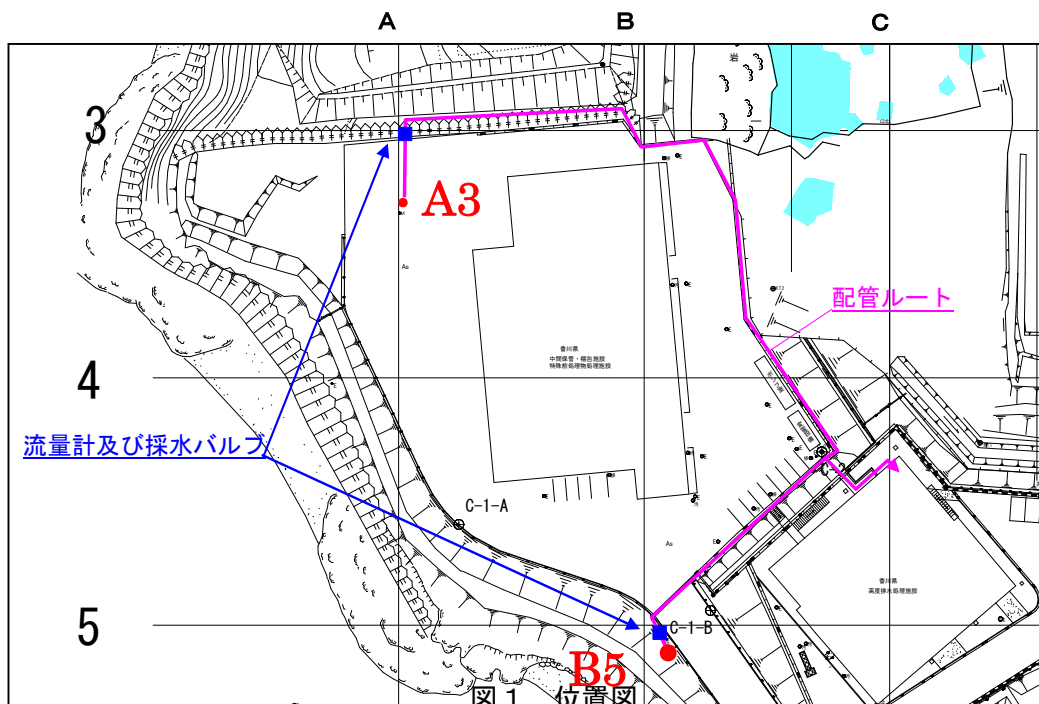 A B C
3
岩
A3
As
配管ルート
香川県
中間保管・梱包施設
特殊前処理物処理施設
4
流量計及び採水バルブ
C-1-A
As
香川県
高度排水処理施設
5
C-1-B
B5
図1 位置図